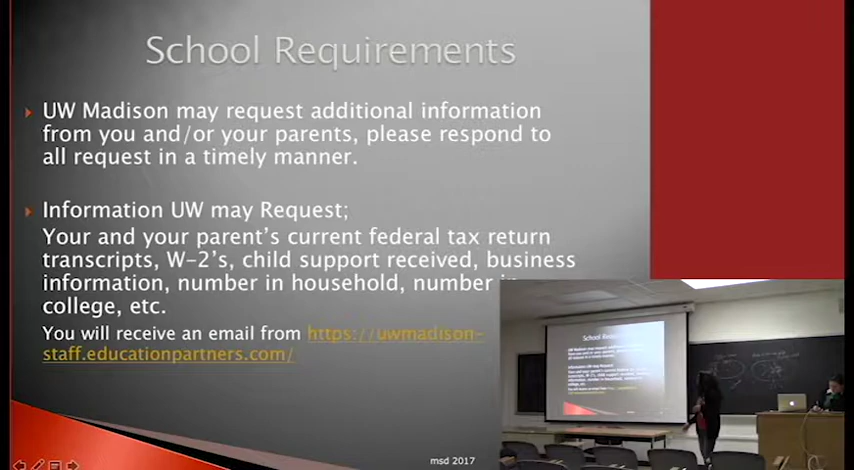 School Requirements
UW Madison may request additional information
from you and/or your parents, please respond to
all request in a timely manner.
Information UW may Request;
Your and your parent's current federal tax return
transcripts, W-2's, child support received, business
information, number in household, number
college, etc.
You will receive an email from https://uwmadison-
staff.educationpartners.com/
msd 2017
School